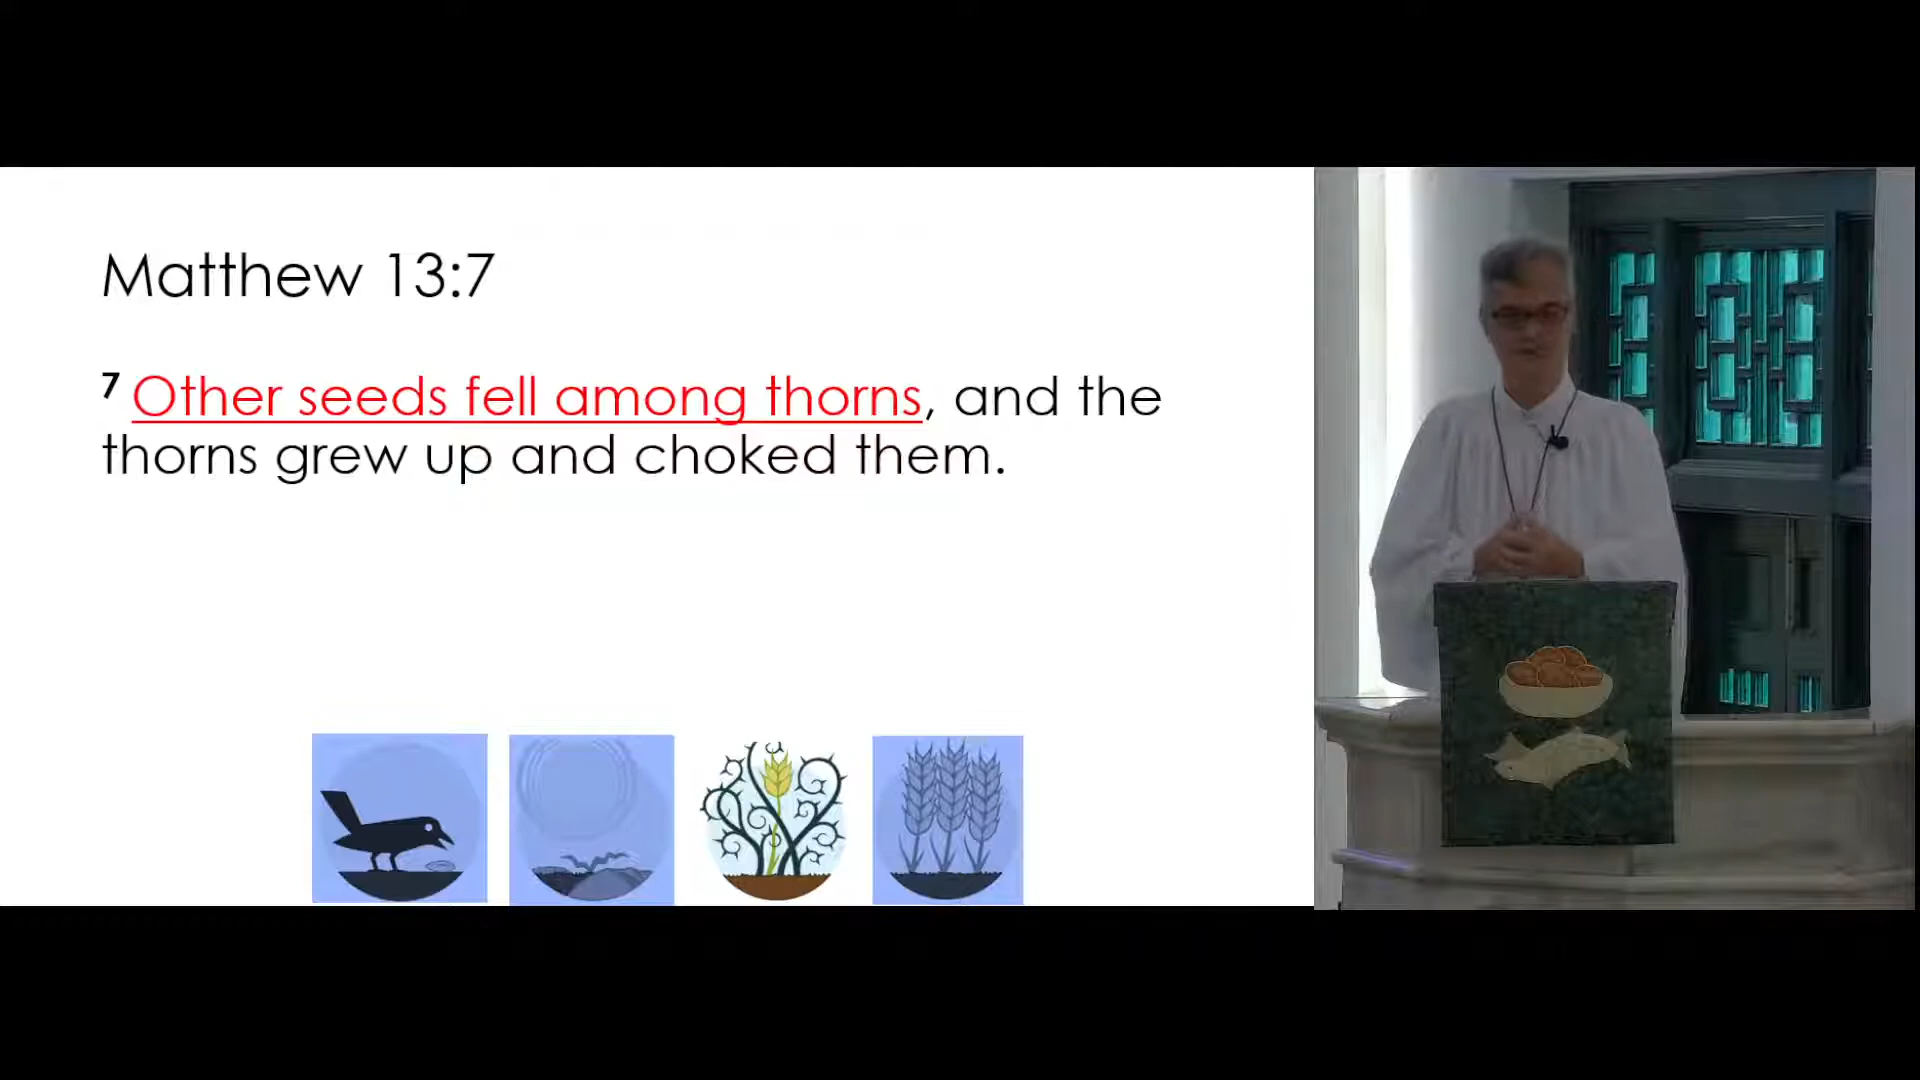 Matthew 13:7
7 Other seeds fell among thorns, and the
thorns grew up and choked them.